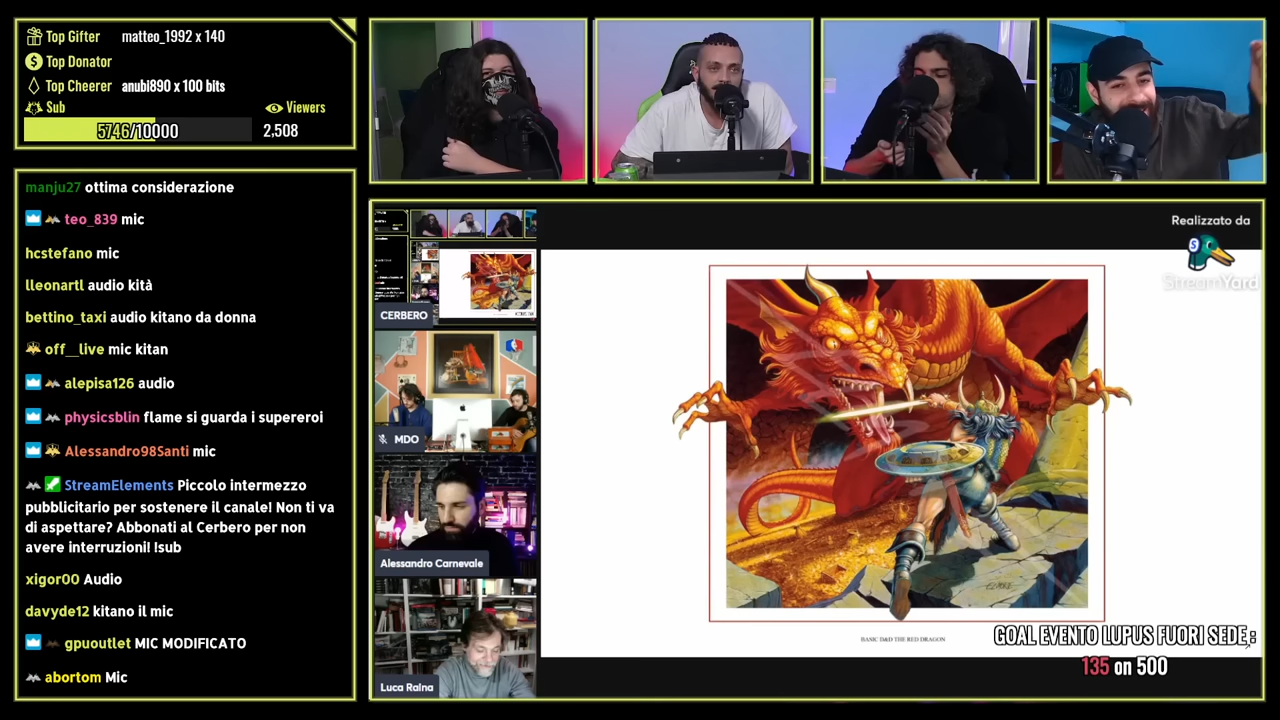 Top Gifter matteo_1992 x 140
Top Donator
Top Cheerer anubi890 x 100 bits
Sub
Viewers
5746/10000
2,508
manju27 ottima considerazione
teo_839 mic
hcstefano mic
lleonartl audio kità
bettino_taxi audio kitano da donna
off__live mic kitan
alepisa126 audio
physicsblin flame si guarda i supereroi
Alessandro98Santi mic
StreamElements Piccolo intermezzo
pubblicitario per sostenere il canale! Non ti va
di aspettare? Abbonati al Cerbero per non
avere interruzioni! !sub
xigor00 Audio
davyde12 kitano il mic
gpuoutlet MIC MODIFICATO
abortom Mic
CERBERO
MDO
Alessandro Carnevale
Luca Raina
Realizzato da
StreamYard
BASIC D&D THE RED DRAGON
GOAL EVENTO LUPUS FUORI SEDE :
135 on 500